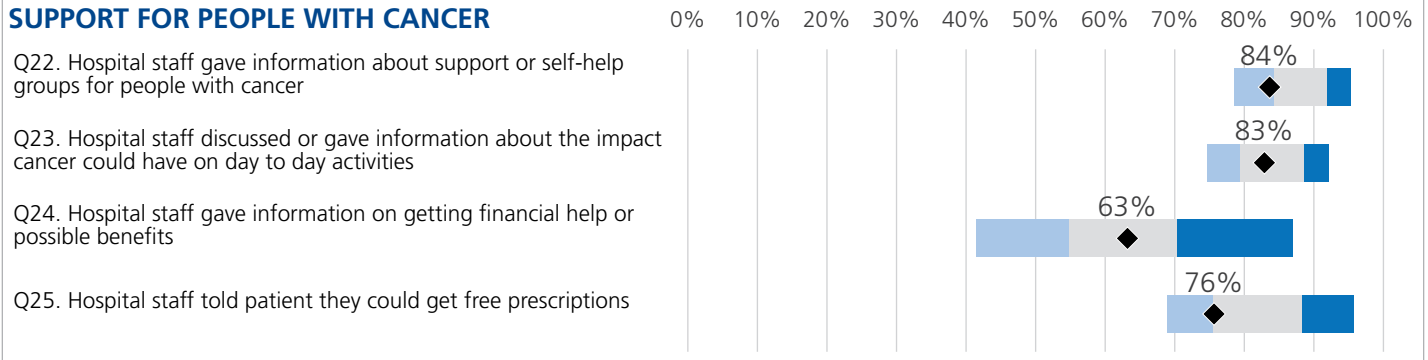 SUPPORT FOR PEOPLE WITH CANCER
0% 10% 20% 30% 40% 50% 60% 70% 80% 90% 100%
Q22. Hospital staff gave information about support or self-help
groups for people with cancer
84%
Q23. Hospital staff discussed or gave information about the impact
cancer could have on day to day activities
83%
Q24. Hospital staff gave information on getting financial help or
possible benefits
63%
Q25. Hospital staff told patient they could get free prescriptions
76%